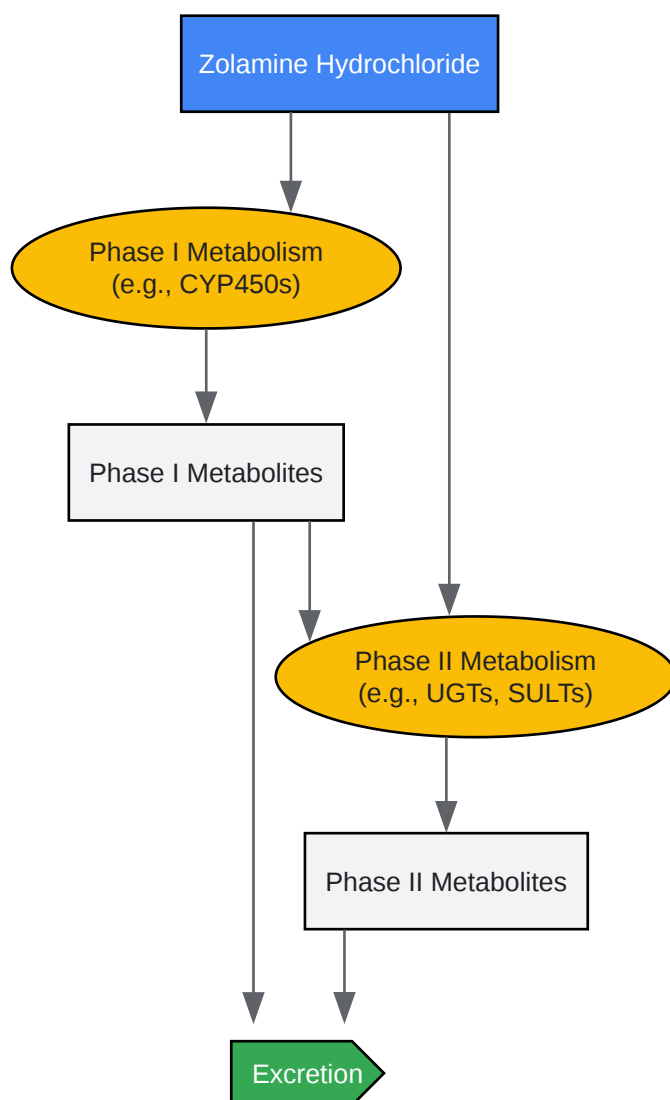 Zolamine Hydrochloride
Phase I Metabolism
(e.g., CYP450s)
Phase I Metabolites
Phase II Metabolism
(e.g., UGTs, SULTs)
Phase II Metabolites
Excretion